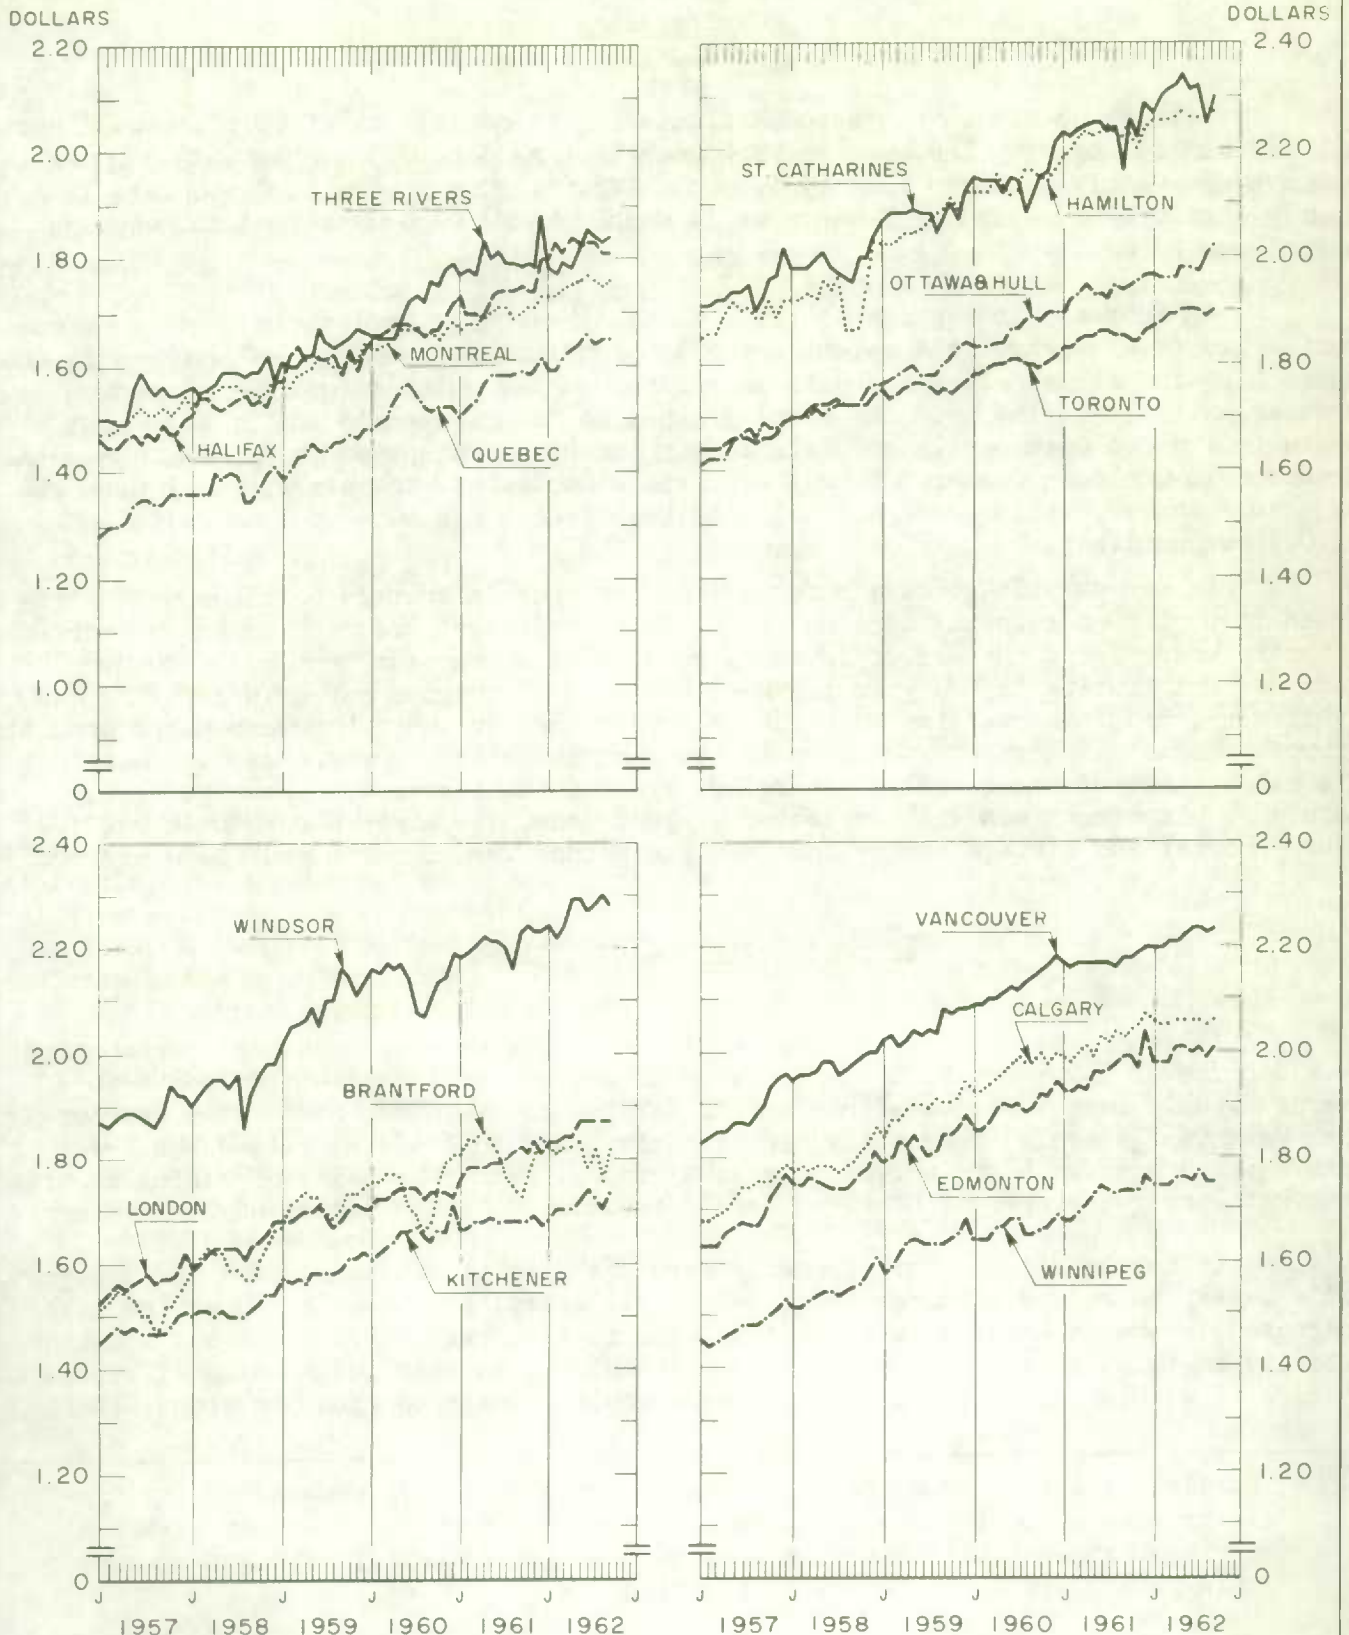 DOLLARS
DOLLARS
2.20
2.00
1.80
1.60
1.40
1.20
1.00
0
THREE RIVERS
MONTREAL
HALIFAX
QUEBEC
2.40
2.20
2.00
1.80
1.60
1.40
1.20
0
ST. CATHARINES
HAMILTON
OTTAWA & HULL
TORONTO
2.40
2.20
2.00
1.80
1.60
1.40
1.20
0
WINDSOR
BRANTFORD
LONDON
KITCHENER
2.40
2.20
2.00
1.80
1.60
1.40
1.20
0
VANCOUVER
CALGARY
EDMONTON
WINNIPEG
J J J J J J J
1957 1958 1959 1960 1961 1962
J J J J J J J
1957 1958 1959 1960 1961 1962